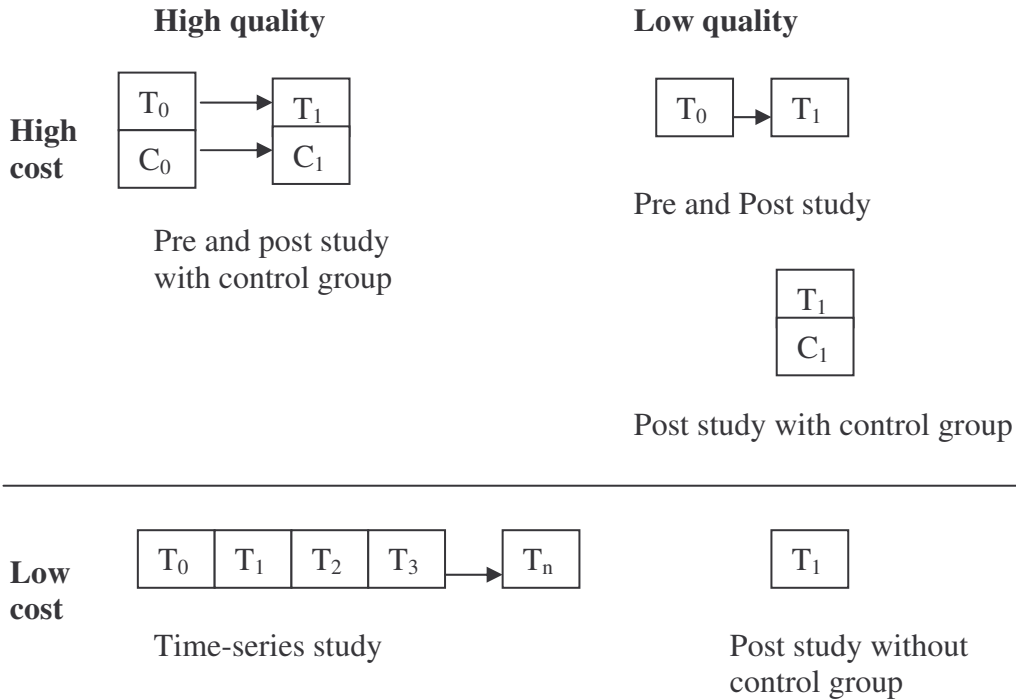 High quality
Low quality
High
cost
T₀
T₁
C₀
C₁
Pre and post study
with control group
T₀
T₁
Pre and Post study
T₁
C₁
Post study with control group
Low
cost
T₀
T₁
T₂
T₃
Tₙ
Time-series study
T₁
Post study without
control group